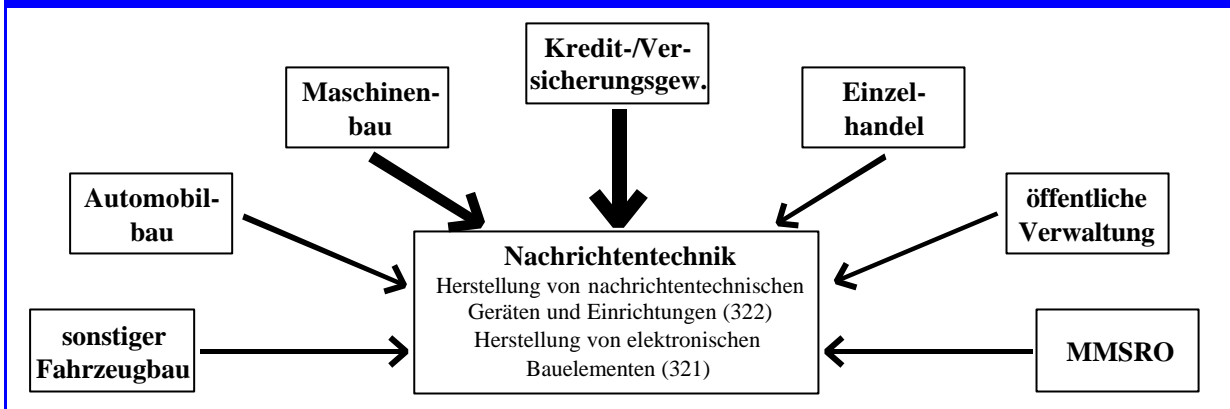 Kredit-/Ver-
sicherungsgew.
Maschinen-
bau
Einzel-
handel
Automobil-
bau
öffentliche
Verwaltung
Nachrichtentechnik
Herstellung von nachrichtentechnischen
Geräten und Einrichtungen (322)
Herstellung von elektronischen
Bauelementen (321)
sonstiger
Fahrzeugbau
MMSRO